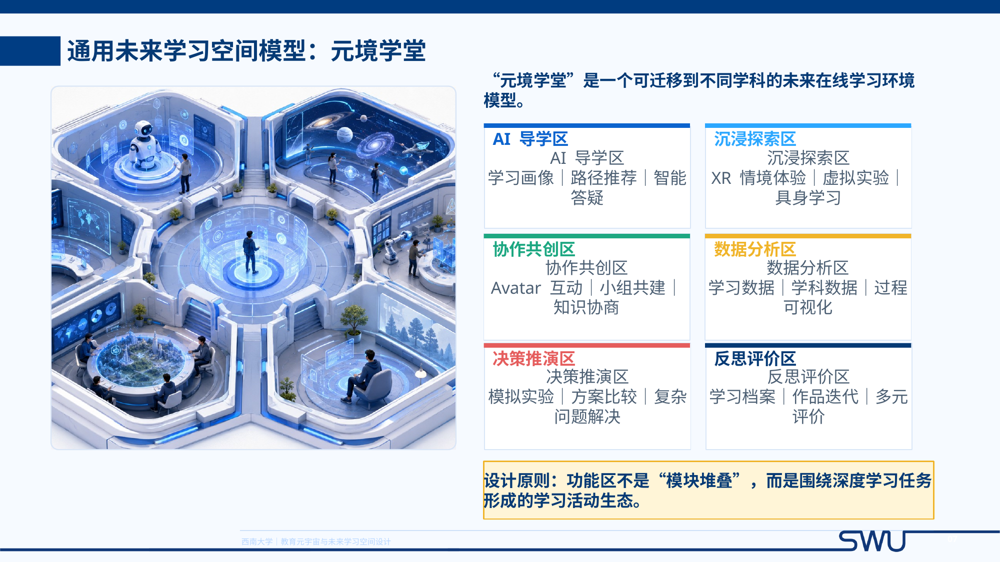 通用未来学习空间模型：元境学堂
“元境学堂”是一个可迁移到不同学科的未来在线学习环境
模型。
AI 导学区
AI 导学区
学习画像｜路径推荐｜智能
答疑
沉浸探索区
沉浸探索区
XR 情境体验｜虚拟实验｜
具身学习
协作共创区
协作共创区
Avatar 互动｜小组共建｜
知识协商
数据分析区
数据分析区
学习数据｜学科数据｜过程
可视化
决策推演区
决策推演区
模拟实验｜方案比较｜复杂
问题解决
反思评价区
反思评价区
学习档案｜作品迭代｜多元
评价
设计原则：功能区不是“模块堆叠”，而是围绕深度学习任务
形成的学习活动生态。
西南大学｜教育元宇宙与未来学习空间设计
SWU
07